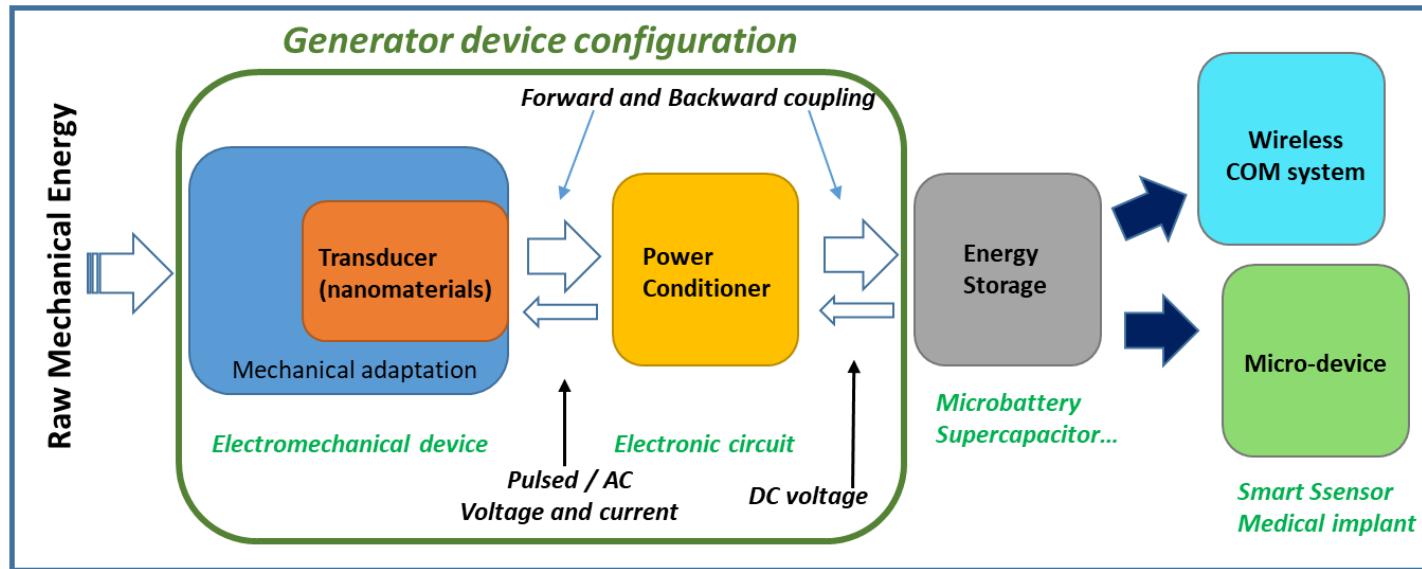 Generator device configuration
Raw Mechanical Energy
Forward and Backward coupling
Transducer
(nanomaterials)
Mechanical adaptation
Power
Conditioner
Energy
Storage
Wireless
COM system
Micro-device
Electromechanical device
Electronic circuit
Microbattery
Supercapacitor...
Pulsed / AC
Voltage and current
DC voltage
Smart Ssensor
Medical implant